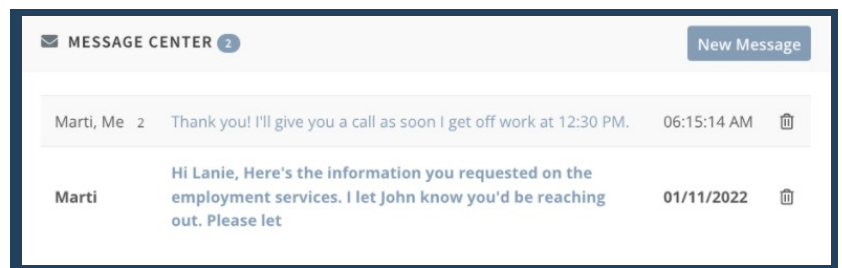 MESSAGE CENTER 2
New Message
Marti, Me 2
Thank you! I'll give you a call as soon I get off work at 12:30 PM.
06:15:14 AM
Marti
Hi Lanie, Here's the information you requested on the
employment services. I let John know you'd be reaching
out. Please let
01/11/2022